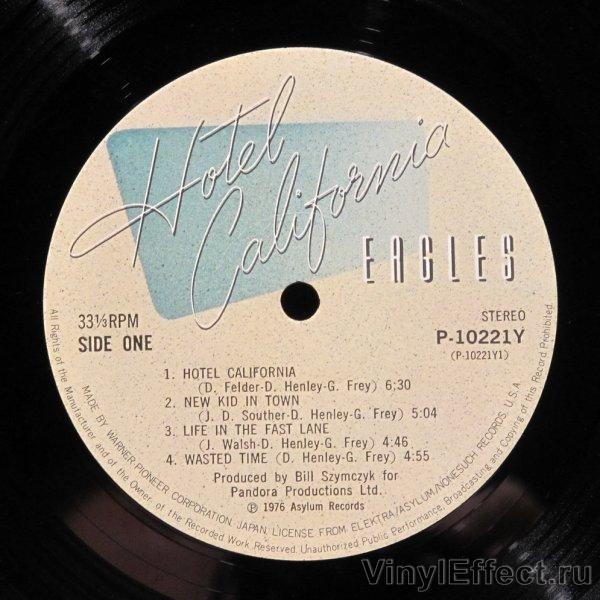 Hotel
California
EAGLES
33⅓RPM
SIDE ONE
STEREO
P-10221Y
(P-10221Y1)
1. HOTEL CALIFORNIA
(D. Felder-D. Henley-G. Frey) 6:30
2. NEW KID IN TOWN
(J. D. Souther-D. Henley-G. Frey) 5:04
3. LIFE IN THE FAST LANE
(J. Walsh-D. Henley-G. Frey) 4:46
4. WASTED TIME (D. Henley-G. Frey) 4:55
Produced by Bill Szymczyk for
Pandora Productions Ltd.
℗ 1976 Asylum Records
MADE BY WARNER-PIONEER CORPORATION, JAPAN, LICENSE FROM ELEKTRA/ASYLUM/NONESUCH RECORDS, U.S.A.
All Rights of the Manufacturer and of the Owner of the Recorded Work Reserved. Unauthorized Public Performance, Broadcasting and Copying of this Record Prohibited.
VinylEffect.ru